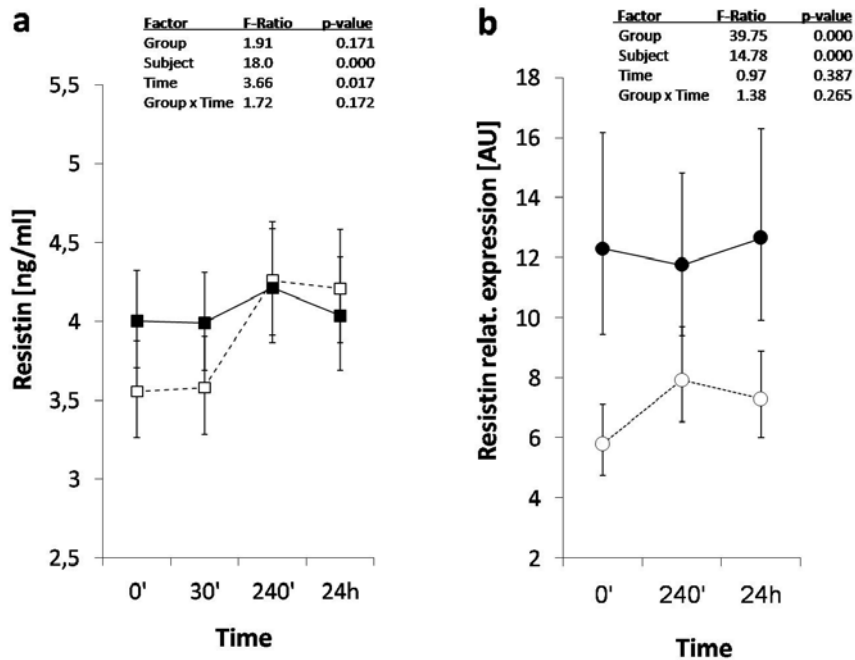 a
Factor F-Ratio p-value
Group 1.91 0.171
Subject 18.0 0.000
Time 3.66 0.017
Group x Time 1.72 0.172
Resistin [ng/ml]
5,5
5
4,5
4
3,5
3
2,5
0' 30' 240' 24h
Time
b
Factor F-Ratio p-value
Group 39.75 0.000
Subject 14.78 0.000
Time 0.97 0.387
Group x Time 1.38 0.265
Resistin relat. expression [AU]
18
16
14
12
10
8
6
4
2
0' 240' 24h
Time